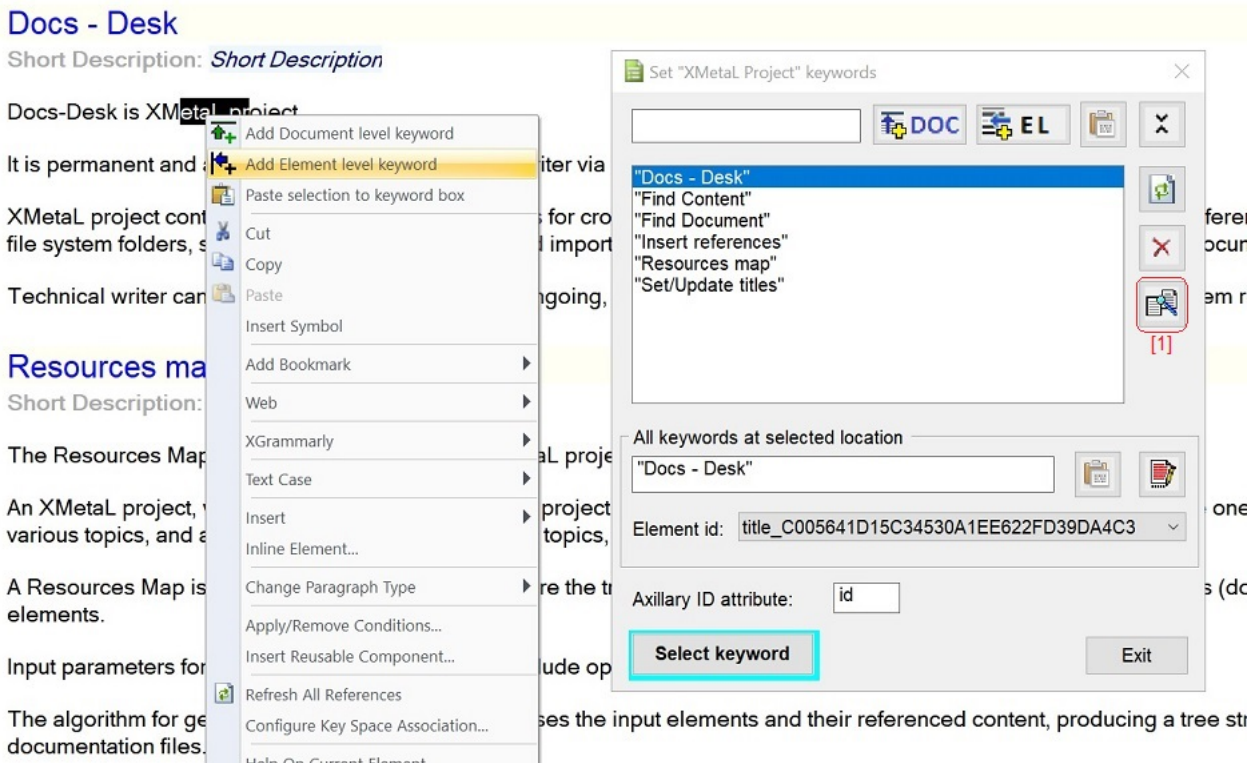 Docs - Desk
Short Description: Short Description
Docs-Desk is XMetaL project
It is permanent and
iter via
XMetaL project cont
for cro
file system folders,
import
Technical writer can
ngoing,
em r
Resources ma
Short Description:
The Resources Map
aL proje
An XMetaL project,
project
one
various topics, and a
topics,
A Resources Map is
re the tr
s (do
elements.
Input parameters for
lude op
The algorithm for ge
ses the input elements and their referenced content, producing a tree str
documentation files.
Add Document level keyword
Add Element level keyword
Paste selection to keyword box
Cut
Copy
Paste
Insert Symbol
Add Bookmark
Web
XGrammarly
Text Case
Insert
Inline Element...
Change Paragraph Type
Apply/Remove Conditions...
Insert Reusable Component...
Refresh All References
Configure Key Space Association...
Help On Current Element
Set "XMetaL Project" keywords
DOC
EL
"Docs - Desk"
"Find Content"
"Find Document"
"Insert references"
"Resources map"
"Set/Update titles"
[1]
All keywords at selected location
"Docs - Desk"
Element id: title_C005641D15C34530A1EE622FD39DA4C3
Axillary ID attribute: id
Select keyword
Exit